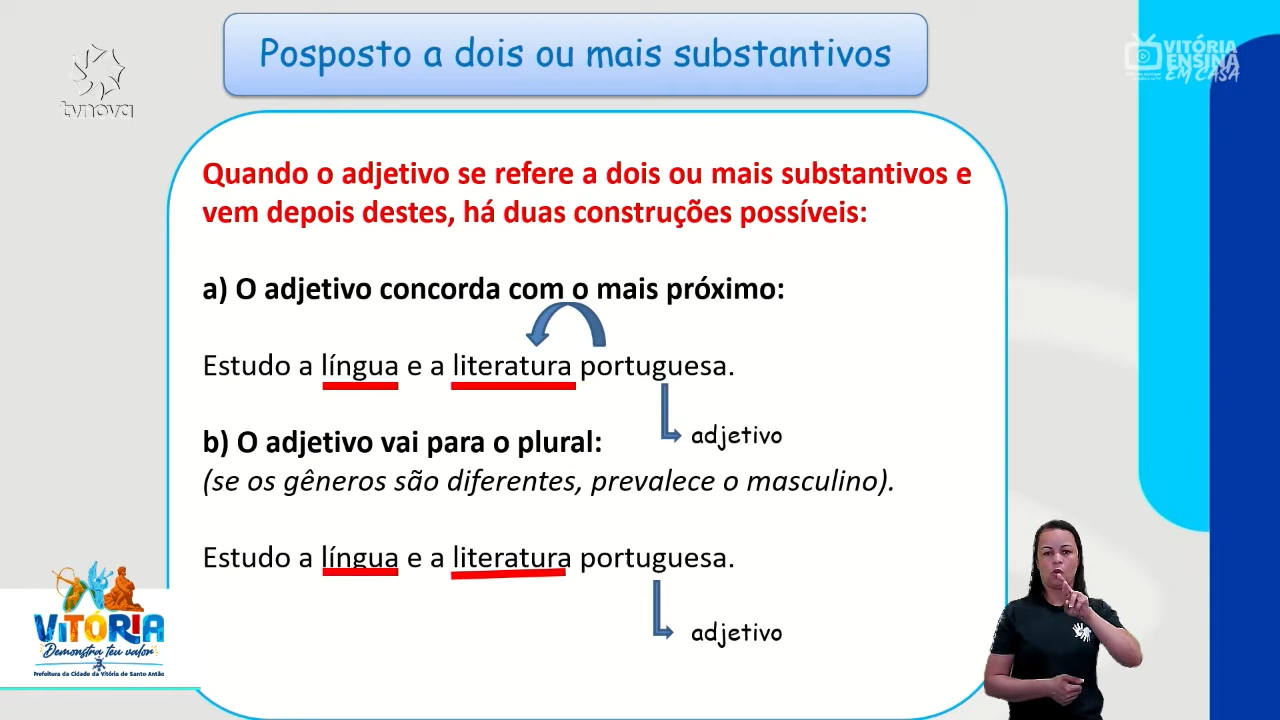 Posposto a dois ou mais substantivos
tvnova
VITÓRIA
ENSINA
EM CASA
Quando o adjetivo se refere a dois ou mais substantivos e
vem depois destes, há duas construções possíveis:
a) O adjetivo concorda com o mais próximo:
Estudo a língua e a literatura portuguesa.
adjetivo
b) O adjetivo vai para o plural:
(se os gêneros são diferentes, prevalece o masculino).
Estudo a língua e a literatura portuguesa.
adjetivo
VITÓRIA
Demonstra teu valor
Prefeitura da Cidade da Vitória de Santo Antão